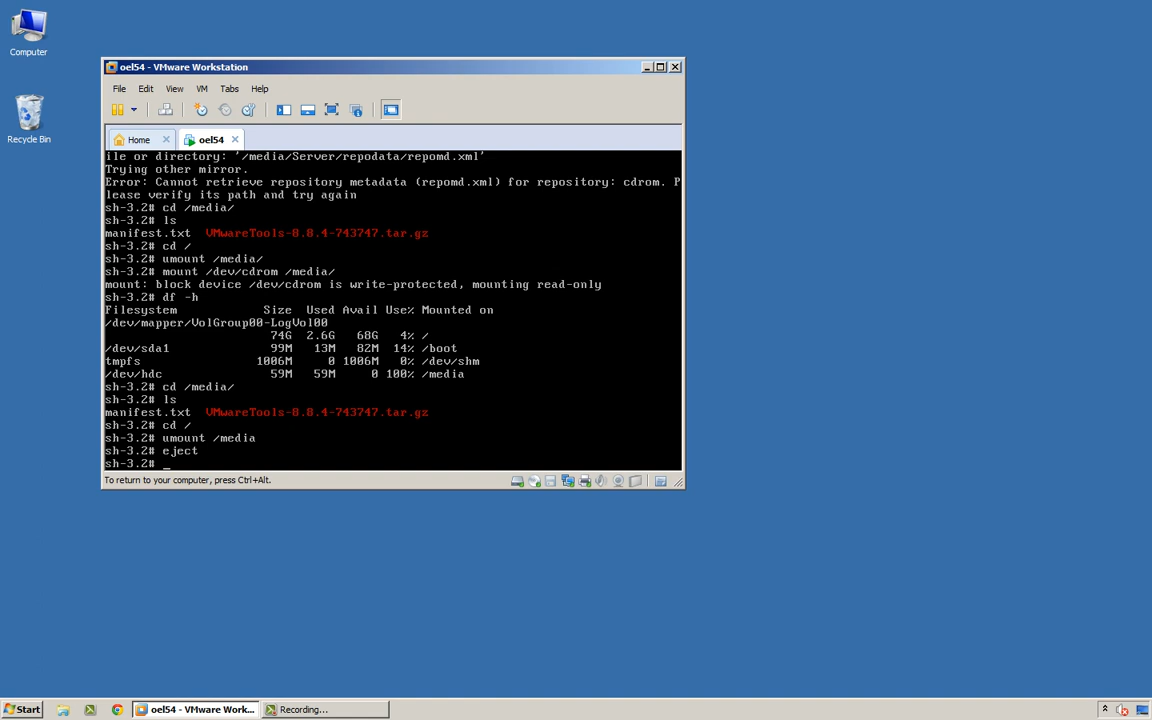 Computer
Recycle Bin
oel54 - VMware Workstation
File Edit View VM Tabs Help
Home oel54
ile or directory: '/media/Server/repodata/repomd.xml'
Trying other mirror.
Error: Cannot retrieve repository metadata (repomd.xml) for repository: cdrom. P
lease verify its path and try again
sh-3.2# cd /media/
sh-3.2# ls
manifest.txt  VMwareTools-8.8.4-743747.tar.gz
sh-3.2# cd /
sh-3.2# umount /media/
sh-3.2# mount /dev/cdrom /media/
mount: block device /dev/cdrom is write-protected, mounting read-only
sh-3.2# df -h
Filesystem            Size  Used Avail Use% Mounted on
/dev/mapper/VolGroup00-LogVol00
                       74G  2.6G   68G   4% /
/dev/sda1              99M   13M   82M  14% /boot
tmpfs                1006M     0 1006M   0% /dev/shm
/dev/hdc               59M   59M     0 100% /media
sh-3.2# cd /media/
sh-3.2# ls
manifest.txt  VMwareTools-8.8.4-743747.tar.gz
sh-3.2# cd /
sh-3.2# umount /media
sh-3.2# eject
sh-3.2# _
To return to your computer, press Ctrl+Alt.
Start oel54 - VMware Work... Recording...